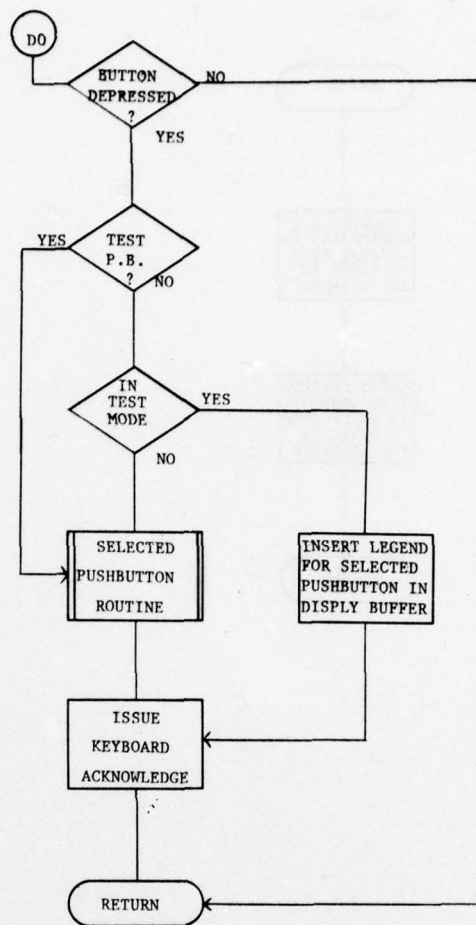 DO
BUTTON
DEPRESSED
?
NO
YES
YES
TEST
P.B.
?
NO
IN
TEST
MODE
YES
NO
SELECTED
PUSHBUTTON
ROUTINE
INSERT LEGEND
FOR SELECTED
PUSHBUTTON IN
DISPLY BUFFER
ISSUE
KEYBOARD
ACKNOWLEDGE
RETURN